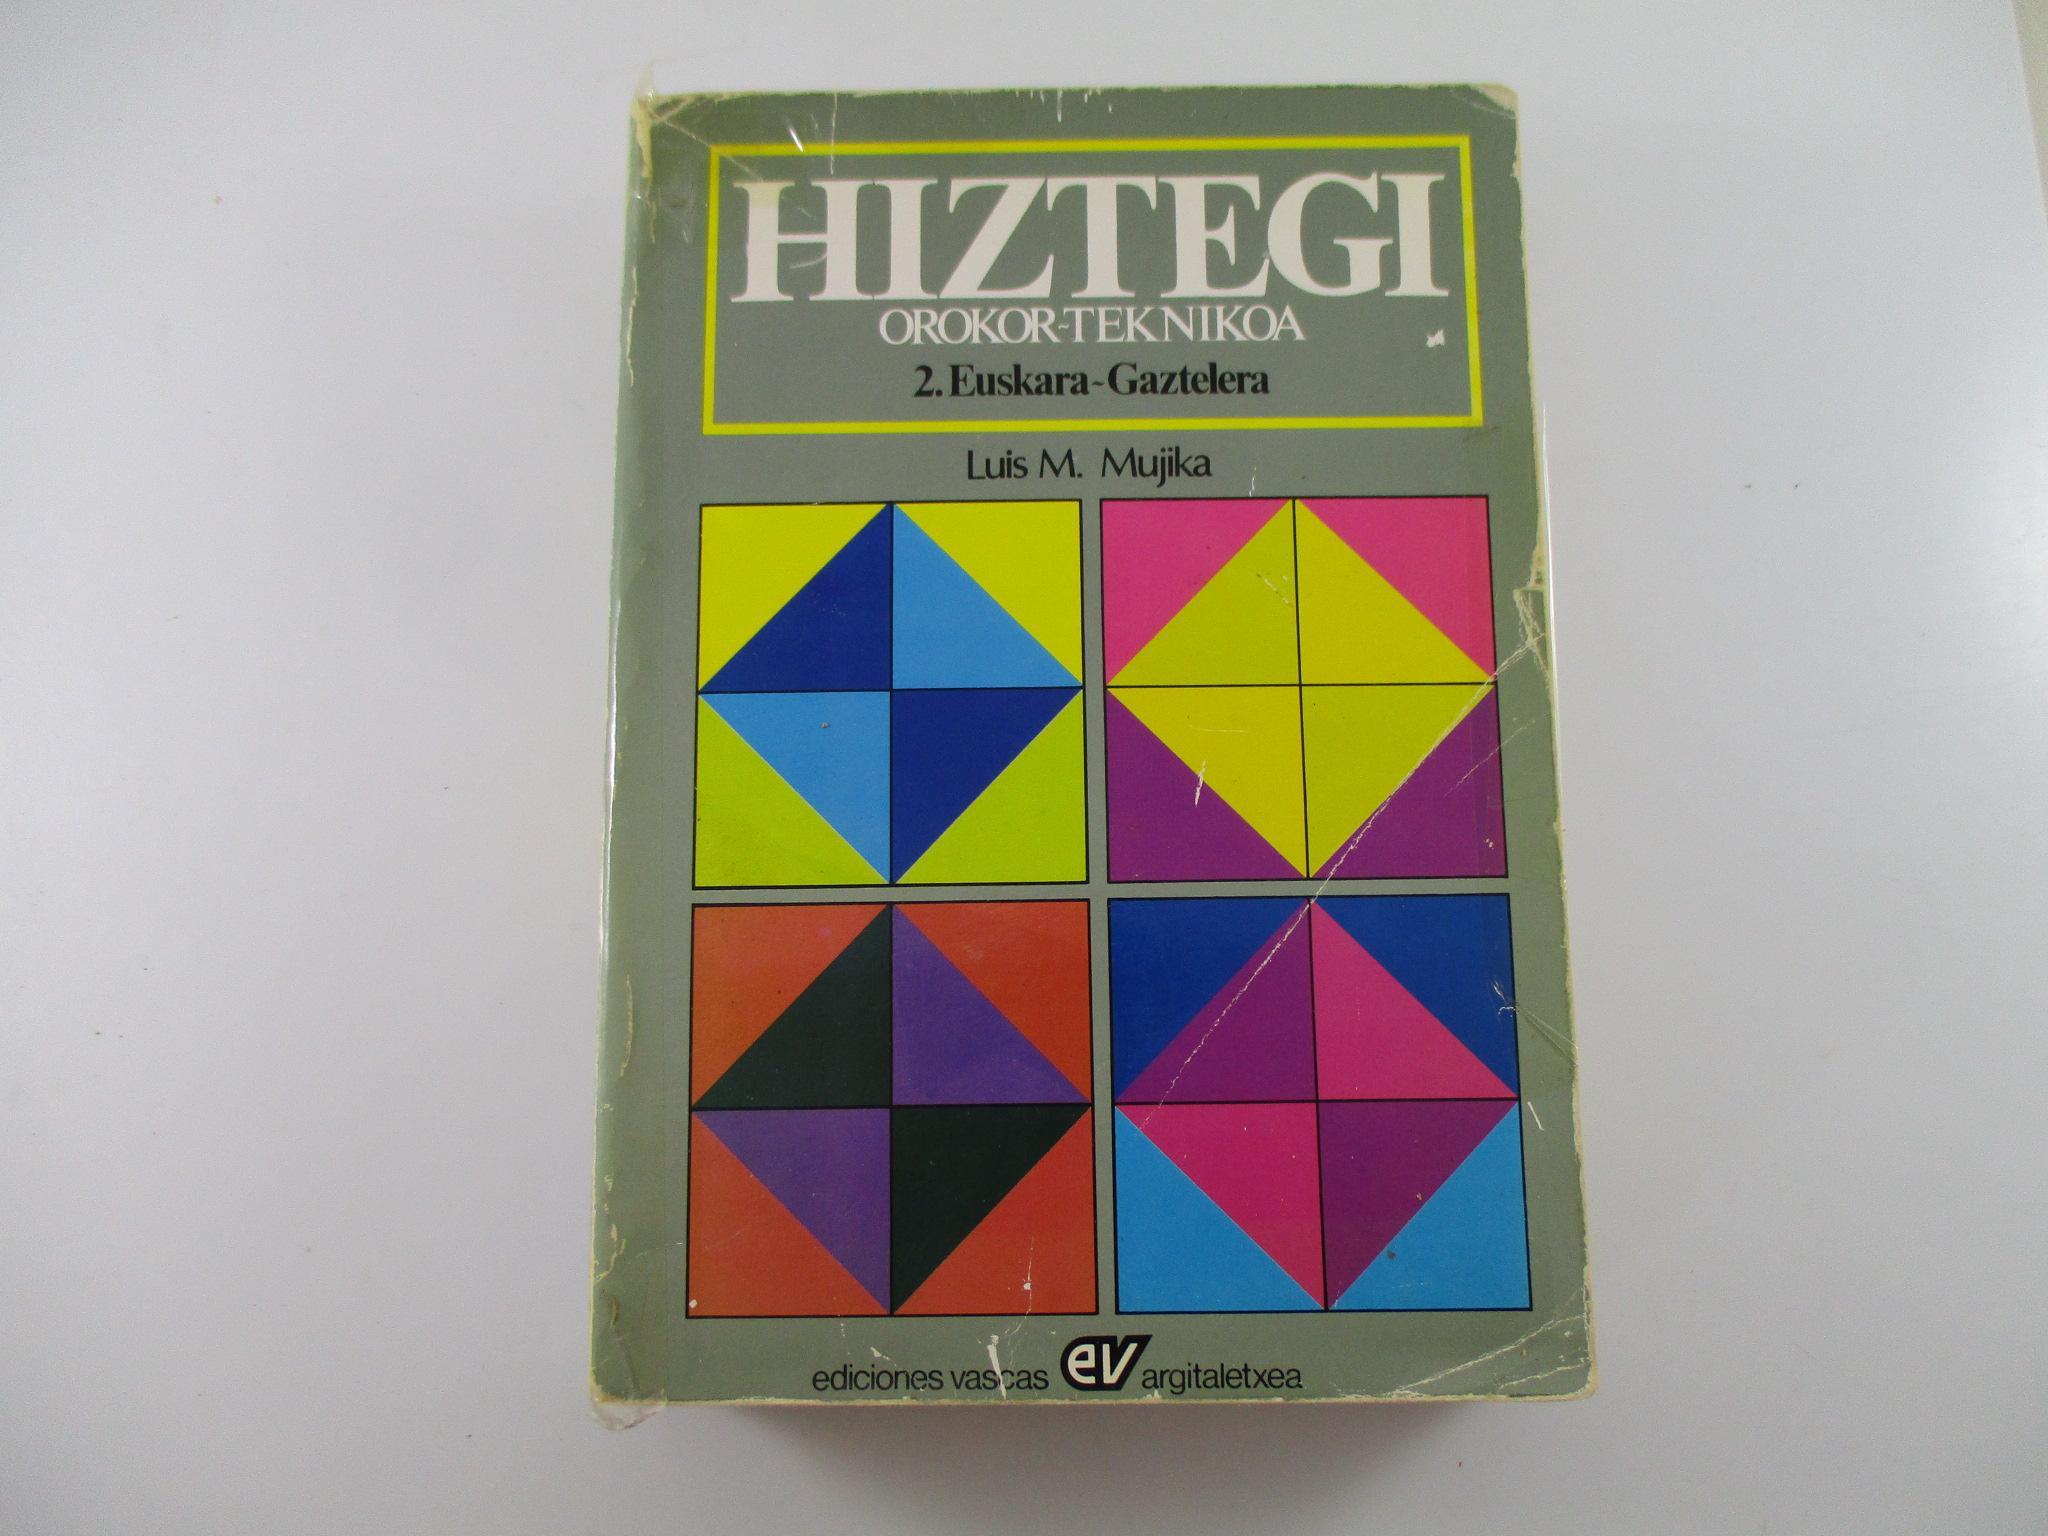 HIZTEGI
OROKOR-TEKNIKOA
2. Euskara-Gaztelera
Luis M. Mujika
ediciones vascas ev argitaletxea